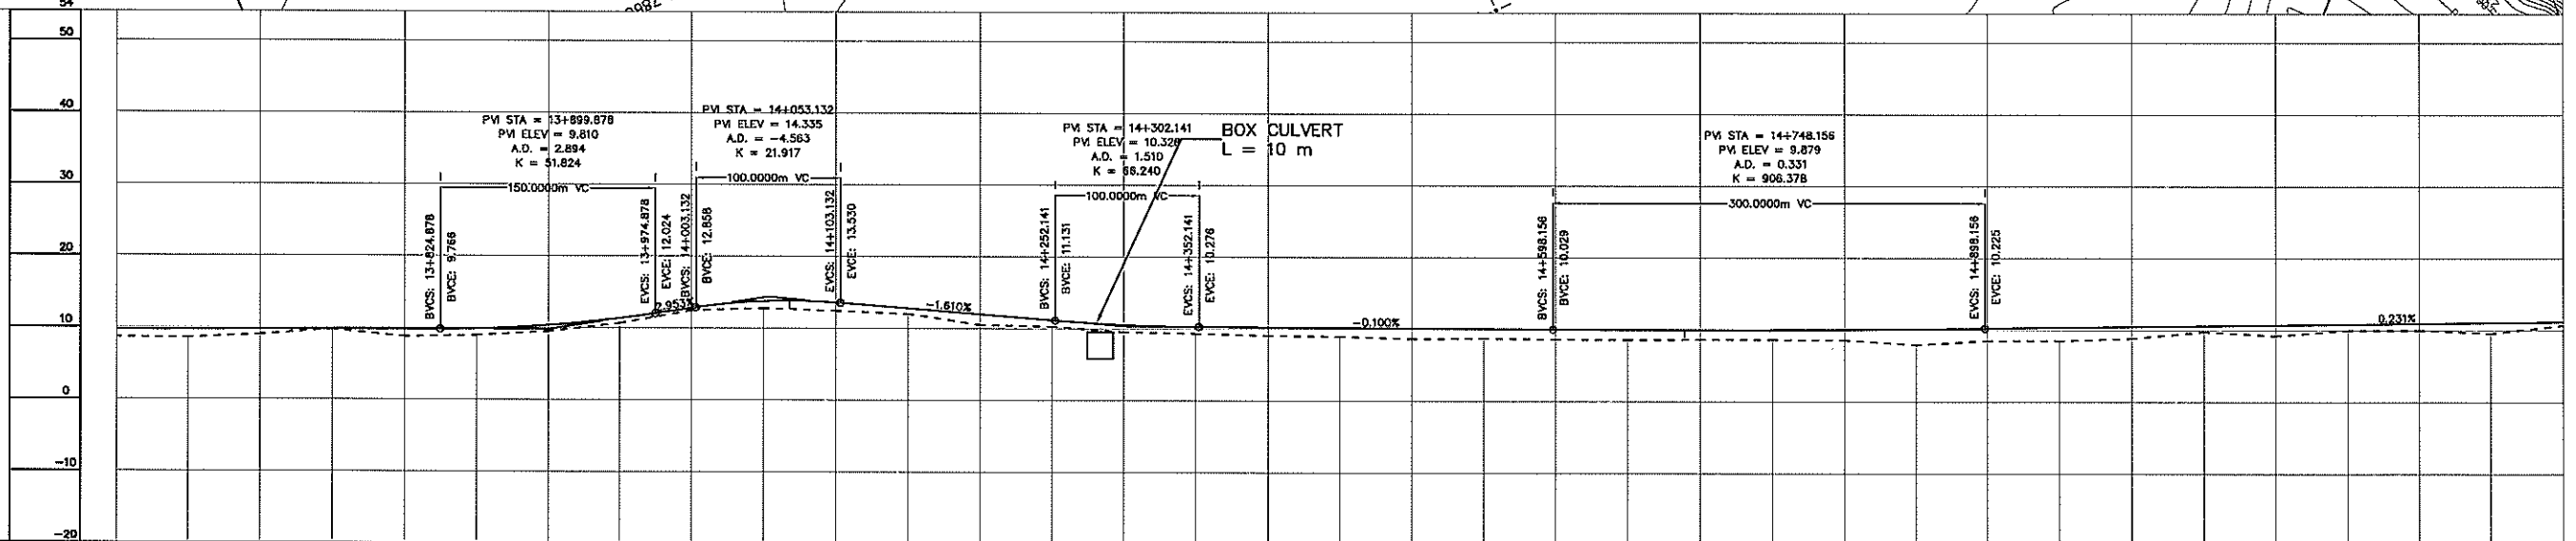 54
50
40
30
20
10
0
-10
-20
PVI STA = 13+899.878
PVI ELEV = 9.810
A.D. = 2.894
K = 51.824
150.0000m VC
BVCS: 13+824.878
BVCE: 9.766
EVCS: 13+974.878
EVCE: 12.024
2.953%
PVI STA = 14+053.132
PVI ELEV = 14.335
A.D. = -4.563
K = 21.917
100.0000m VC
BVCS: 14+003.132
BVCE: 12.858
EVCS: 14+103.132
EVCE: 13.530
-1.610%
PVI STA = 14+302.141
PVI ELEV = 10.326
A.D. = 1.510
K = 66.240
100.0000m VC
BVCS: 14+252.141
BVCE: 11.131
EVCS: 14+352.141
EVCE: 10.276
BOX CULVERT
L = 10 m
-0.100%
PVI STA = 14+748.156
PVI ELEV = 9.879
A.D. = 0.331
K = 906.378
300.0000m VC
BVCS: 14+598.156
BVCE: 10.029
EVCS: 14+898.156
EVCE: 10.225
0.231%